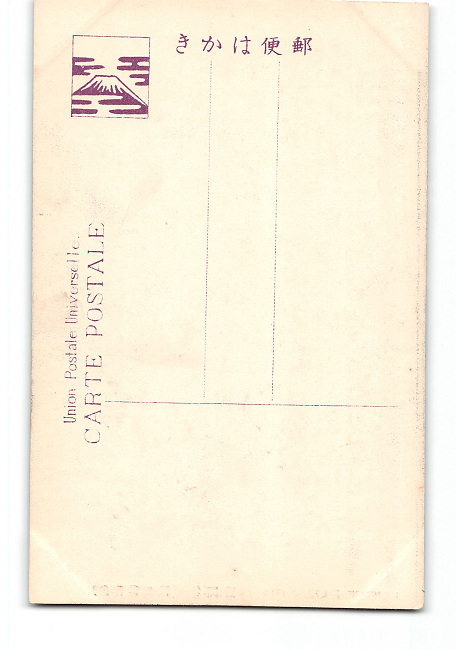 郵便はかき
Union Postale Universelle.
CARTE POSTALE